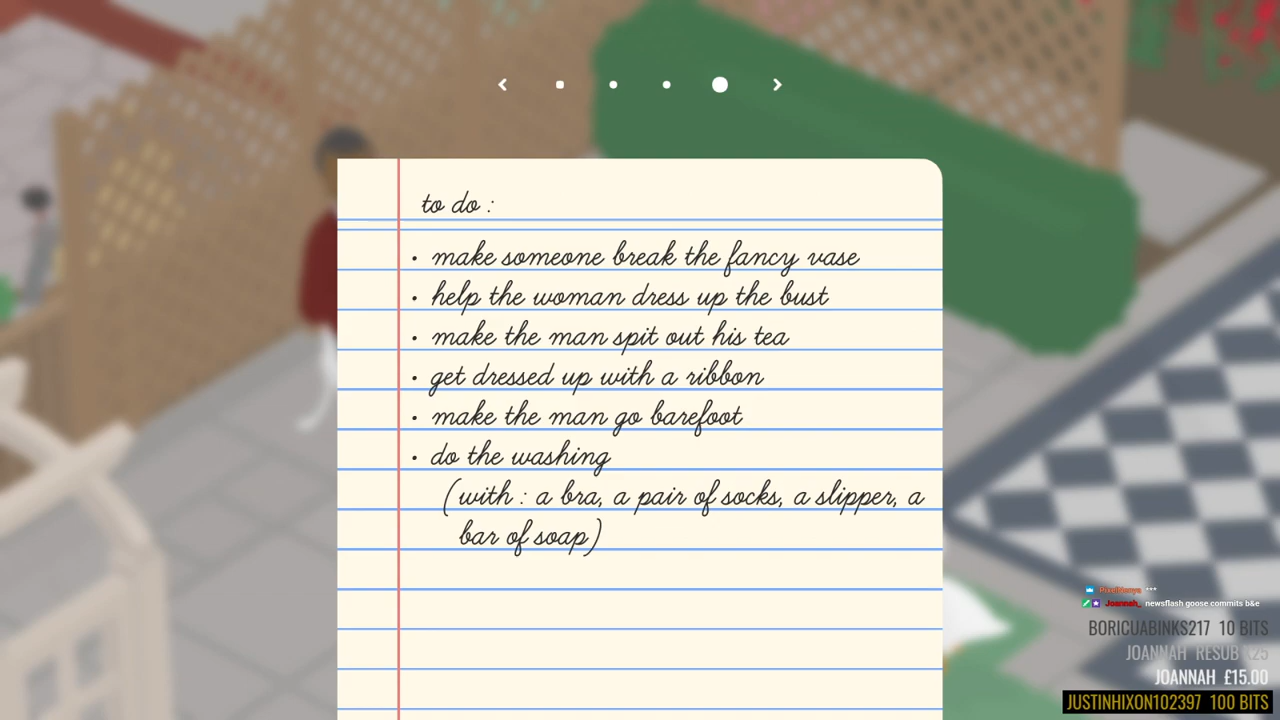 to do :
• make someone break the fancy vase
• help the woman dress up the bust
• make the man spit out his tea
• get dressed up with a ribbon
• make the man go barefoot
• do the washing
(with : a bra, a pair of socks, a slipper, a
bar of soap)
PixelNomya ***
Joannah_ newsflash goose commits b&e
BORICUABINKS217 10 BITS
JOANNAH RESUB X25
JOANNAH £15.00
JUSTINHIXON102397 100 BITS